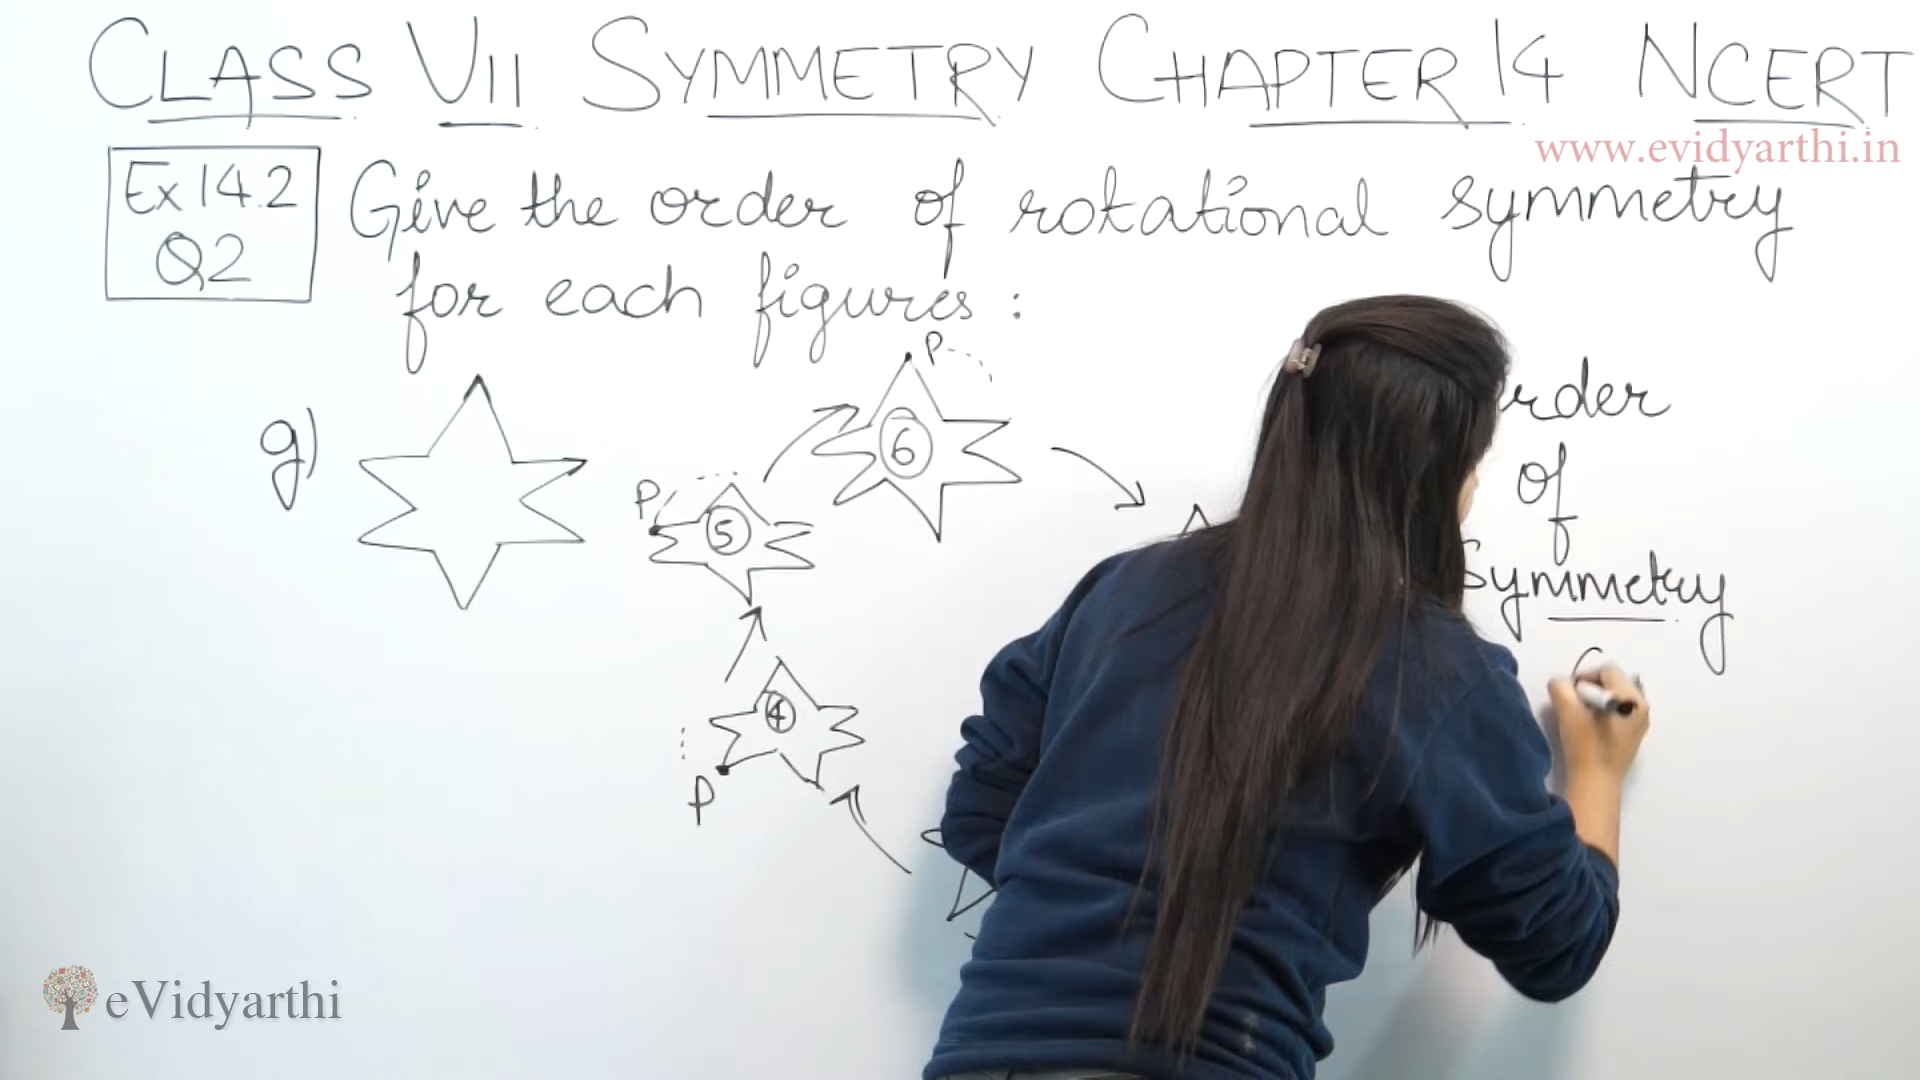 CLASS VII SYMMETRY CHAPTER 14 NCERT
www.evidyarthi.in
Ex 14.2
Q2
Give the order of rotational symmetry
for each figures:
g)
P
6
P
5
4
P
rder
of
Symmetry
eVidyarthi